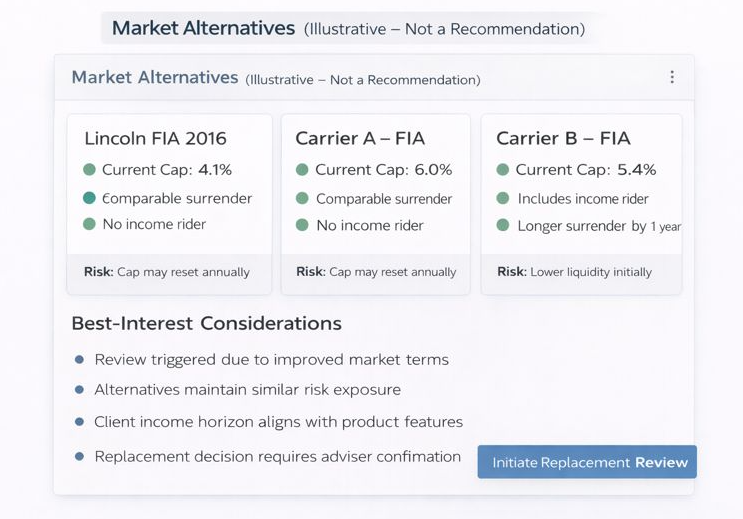 Market Alternatives (Illustrative – Not a Recommendation)
Market Alternatives (Illustrative – Not a Recommendation)
Lincoln FIA 2016
Current Cap: 4.1%
Comparable surrender
No income rider
Risk: Cap may reset annually
Carrier A – FIA
Current Cap: 6.0%
Comparable surrender
No income rider
Risk: Cap may reset annually
Carrier B – FIA
Current Cap: 5.4%
Includes income rider
Longer surrender by 1 year
Risk: Lower liquidity initially
Best-Interest Considerations
Review triggered due to improved market terms
Alternatives maintain similar risk exposure
Client income horizon aligns with product features
Replacement decision requires adviser confimation
Initiate Replacement Review